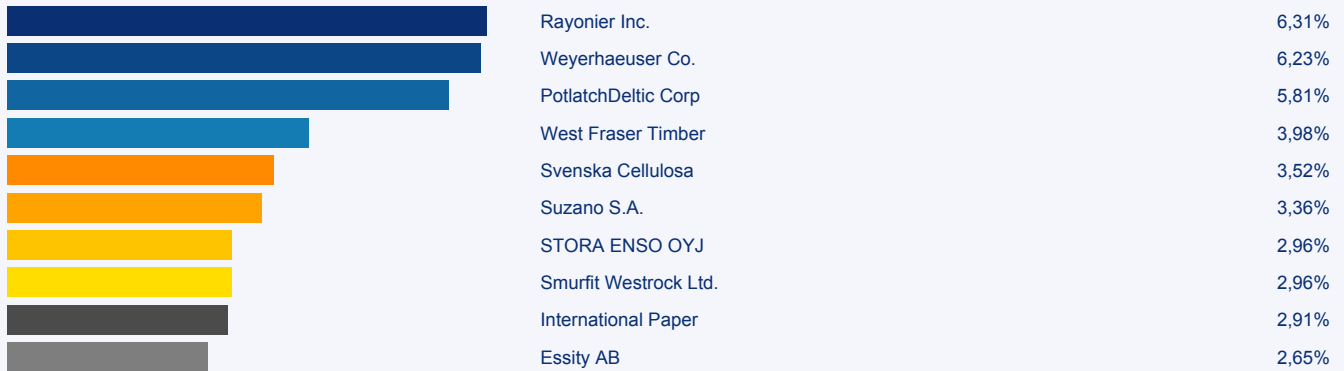 Rayonier Inc. 6,31%
Weyerhaeuser Co. 6,23%
PotlatchDeltic Corp 5,81%
West Fraser Timber 3,98%
Svenska Cellulosa 3,52%
Suzano S.A. 3,36%
STORA ENSO OYJ 2,96%
Smurfit Westrock Ltd. 2,96%
International Paper 2,91%
Essity AB 2,65%